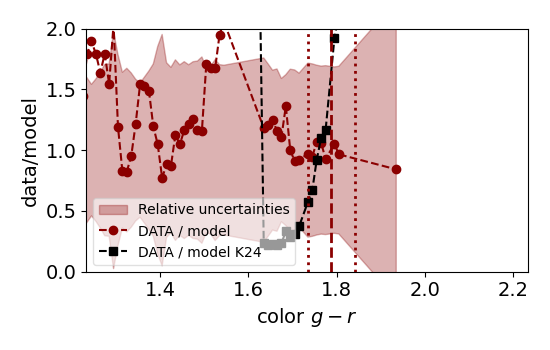 2.0
1.5
1.0
0.5
0.0
data/model
Relative uncertainties
DATA / model
DATA / model K24
1.4 1.6 1.8 2.0 2.2
color g − r